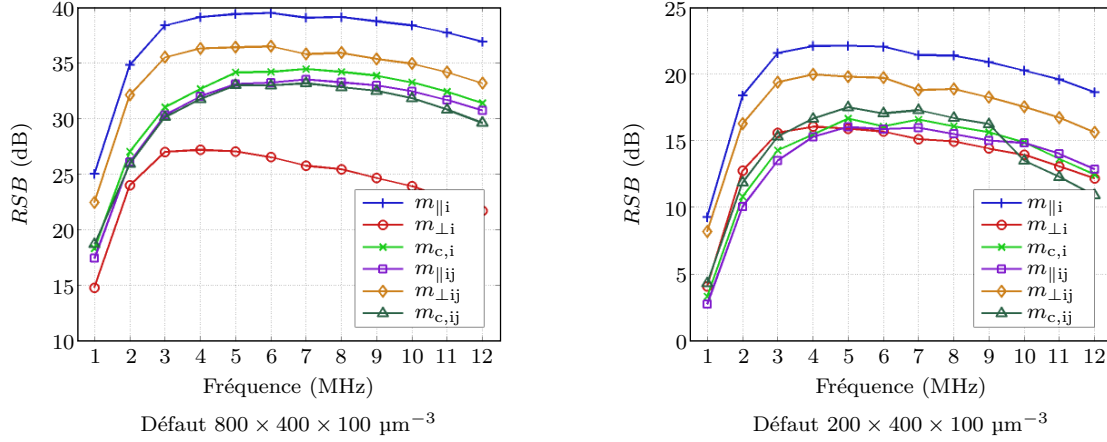 40
35
30
25
20
15
10
RSB (dB)
m∥i
m⊥i
mc,i
m∥ij
m⊥ij
mc,ij
1 2 3 4 5 6 7 8 9 10 11 12
Fréquence (MHz)
Défaut 800 × 400 × 100 µm⁻³
25
20
15
10
5
0
RSB (dB)
m∥i
m⊥i
mc,i
m∥ij
m⊥ij
mc,ij
1 2 3 4 5 6 7 8 9 10 11 12
Fréquence (MHz)
Défaut 200 × 400 × 100 µm⁻³